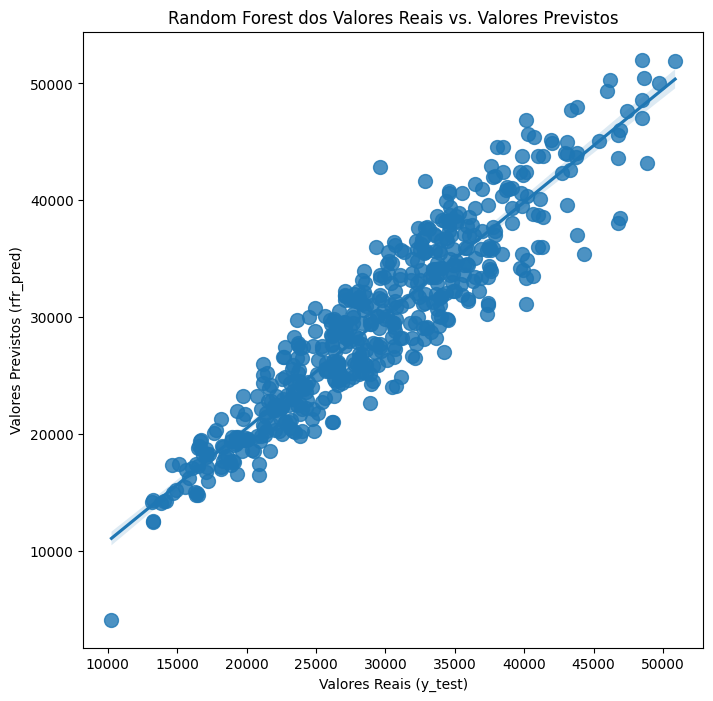 Random Forest dos Valores Reais vs. Valores Previstos
Valores Previstos (rfr_pred)
50000
40000
30000
20000
10000
10000 15000 20000 25000 30000 35000 40000 45000 50000
Valores Reais (y_test)